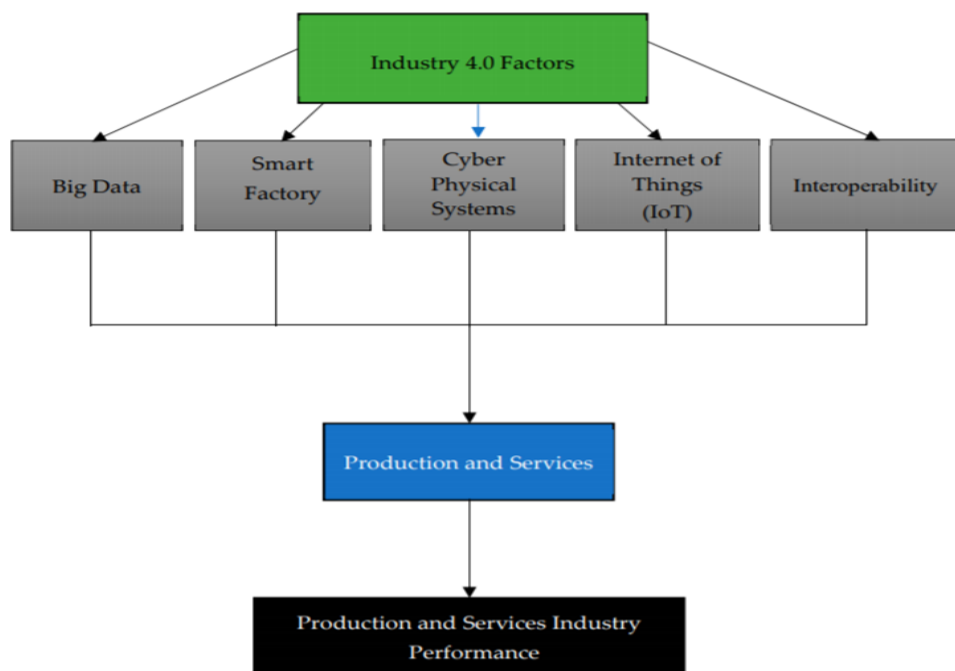 Industry 4.0 Factors
Big Data
Smart
Factory
Cyber
Physical
Systems
Internet of
Things
(IoT)
Interoperability
Production and Services
Production and Services Industry
Performance